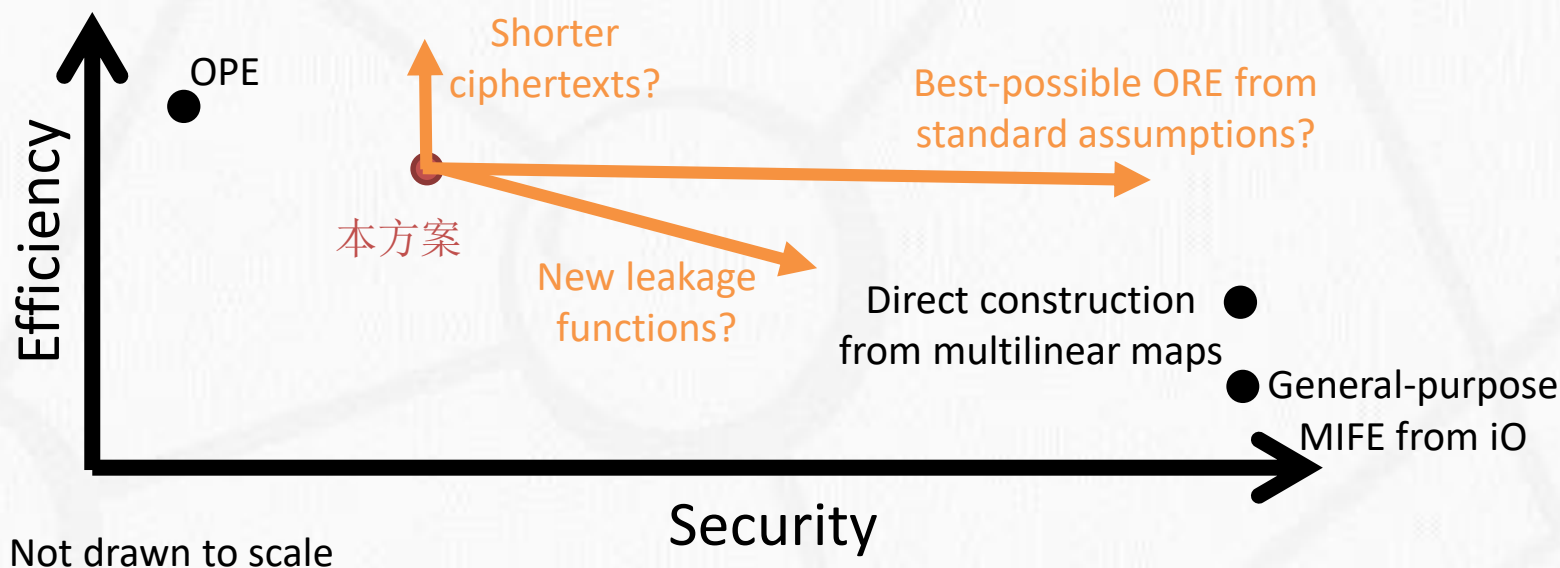 Shorter
ciphertexts?
OPE
Best-possible ORE from
standard assumptions?
Efficiency
本方案
New leakage
functions?
Direct construction
from multilinear maps
General-purpose
MIFE from iO
Security
Not drawn to scale